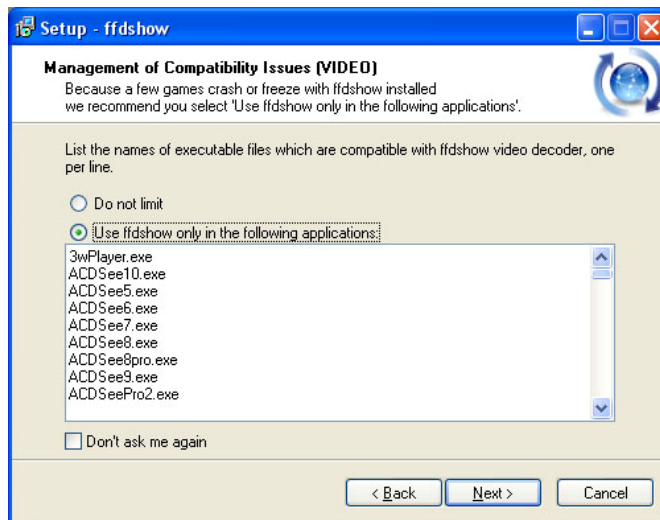 Setup - ffdshow
Management of Compatibility Issues (VIDEO)
Because a few games crash or freeze with ffdshow installed
we recommend you select 'Use ffdshow only in the following applications'.
List the names of executable files which are compatible with ffdshow video decoder, one
per line.
Do not limit
Use ffdshow only in the following applications:
3wPlayer.exe
ACDSee10.exe
ACDSee5.exe
ACDSee6.exe
ACDSee7.exe
ACDSee8.exe
ACDSee8pro.exe
ACDSee9.exe
ACDSeePro2.exe
Don't ask me again
< Back
Next >
Cancel